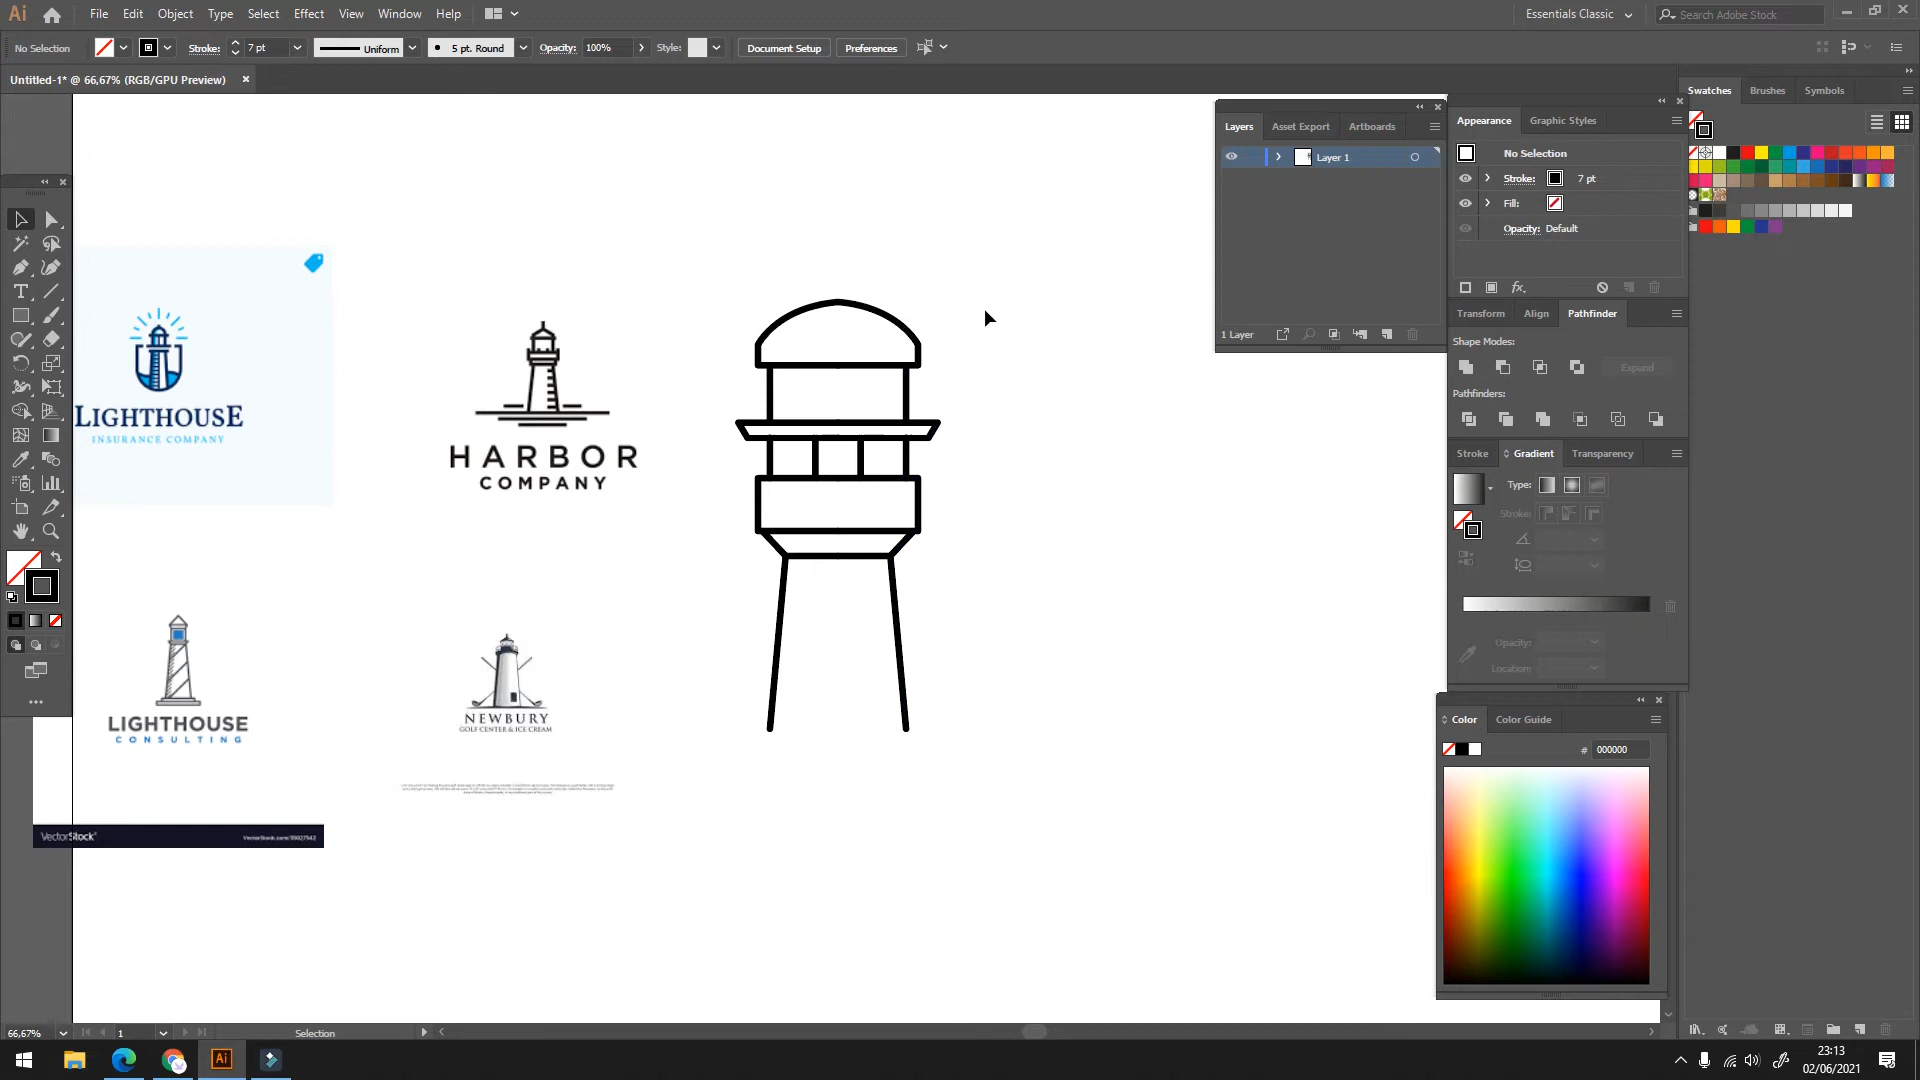 Ai File Edit Object Type Select Effect View Window Help Essentials Classic Search Adobe Stock
No Selection Stroke: 7 pt Uniform 5 pt. Round Opacity: 100% Style: Document Setup Preferences
Untitled-1* @ 66,67% (RGB/GPU Preview)
Swatches Brushes Symbols
Layers Asset Export Artboards
Layer 1
1 Layer
Appearance Graphic Styles
No Selection
Stroke: 7 pt
Fill:
Opacity: Default
fx.
Transform Align Pathfinder
Shape Modes:
Expand
Pathfinders:
Stroke Gradient Transparency
Type:
Stroke:
Opacity:
Location:
Color Color Guide
# 000000
LIGHTHOUSE
INSURANCE COMPANY
HARBOR
COMPANY
LIGHTHOUSE
CONSULTING
NEWBURY
GOLF CENTER & ICE CREAM
VectorStock®
66,67% 1 Selection
Ai
23:13
02/06/2021